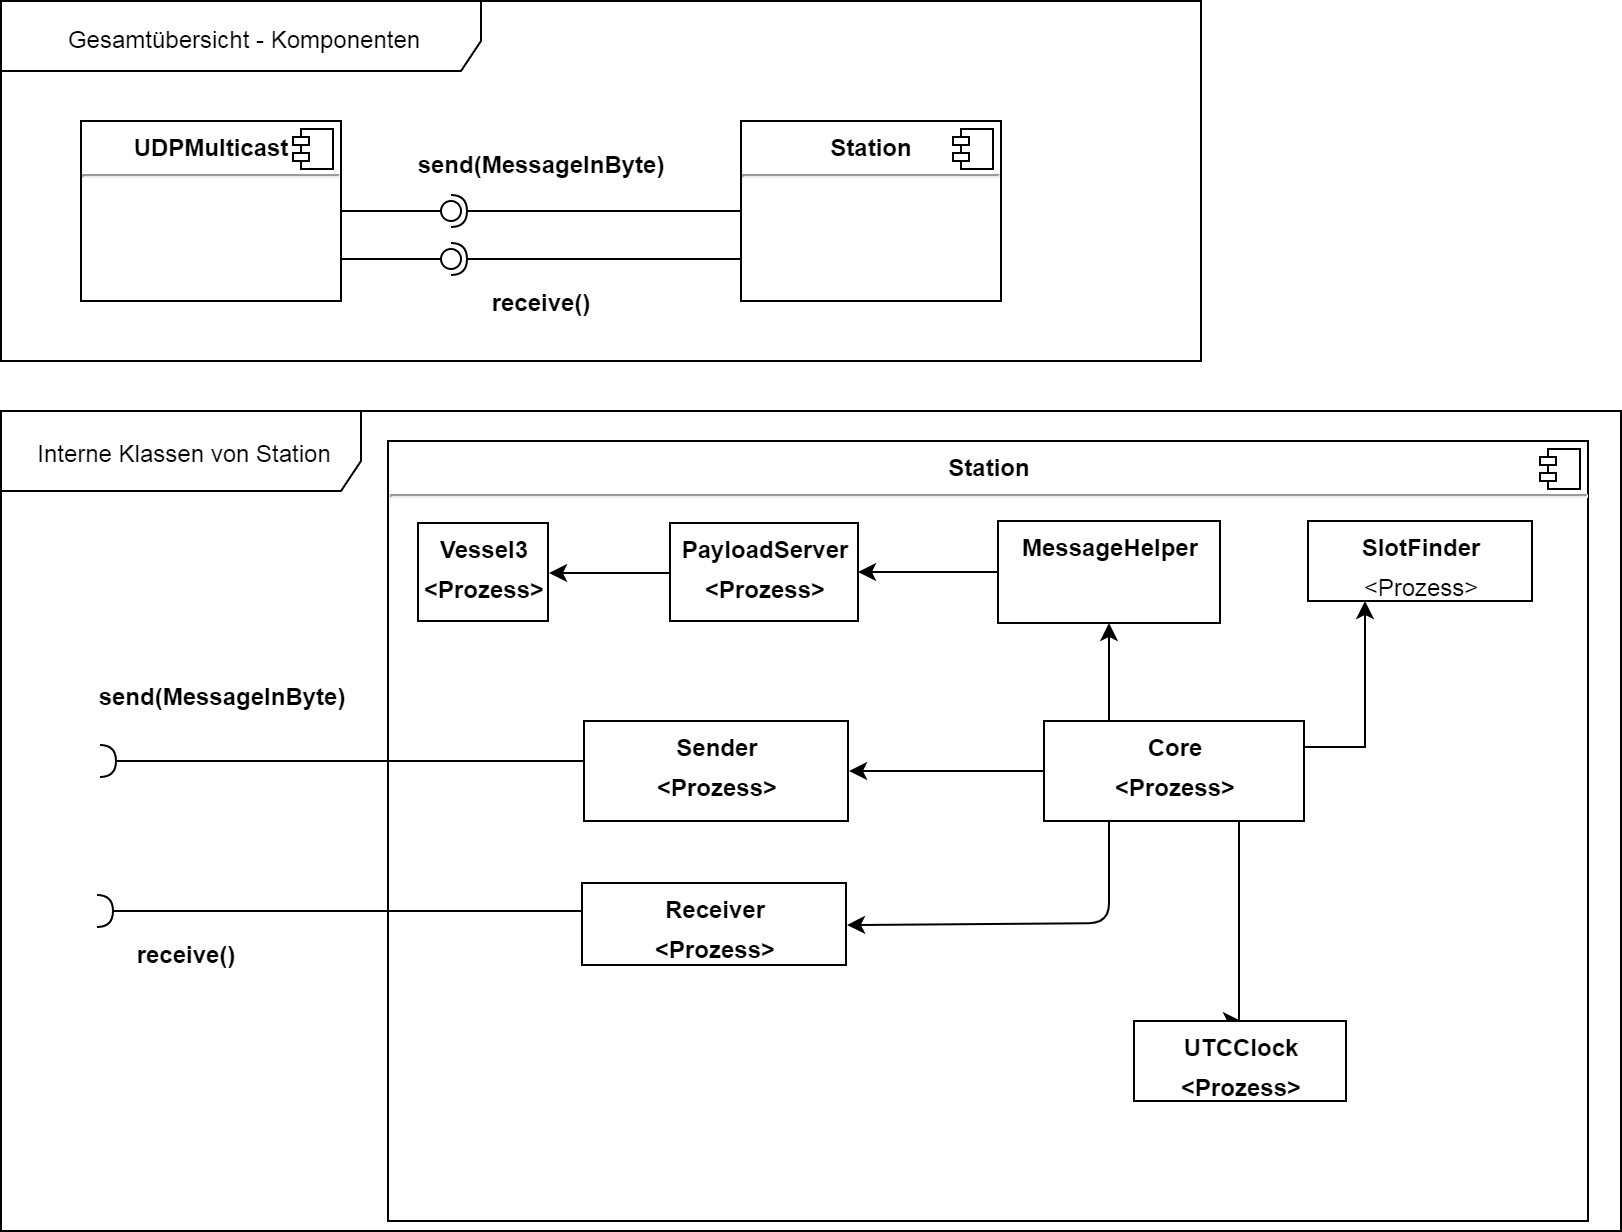 Gesamtübersicht - Komponenten
UDPMulticast
Station
send(MessageInByte)
receive()
Interne Klassen von Station
Station
Vessel3
<Prozess>
PayloadServer
<Prozess>
MessageHelper
SlotFinder
<Prozess>
send(MessageInByte)
Sender
<Prozess>
Core
<Prozess>
Receiver
<Prozess>
receive()
UTCClock
<Prozess>